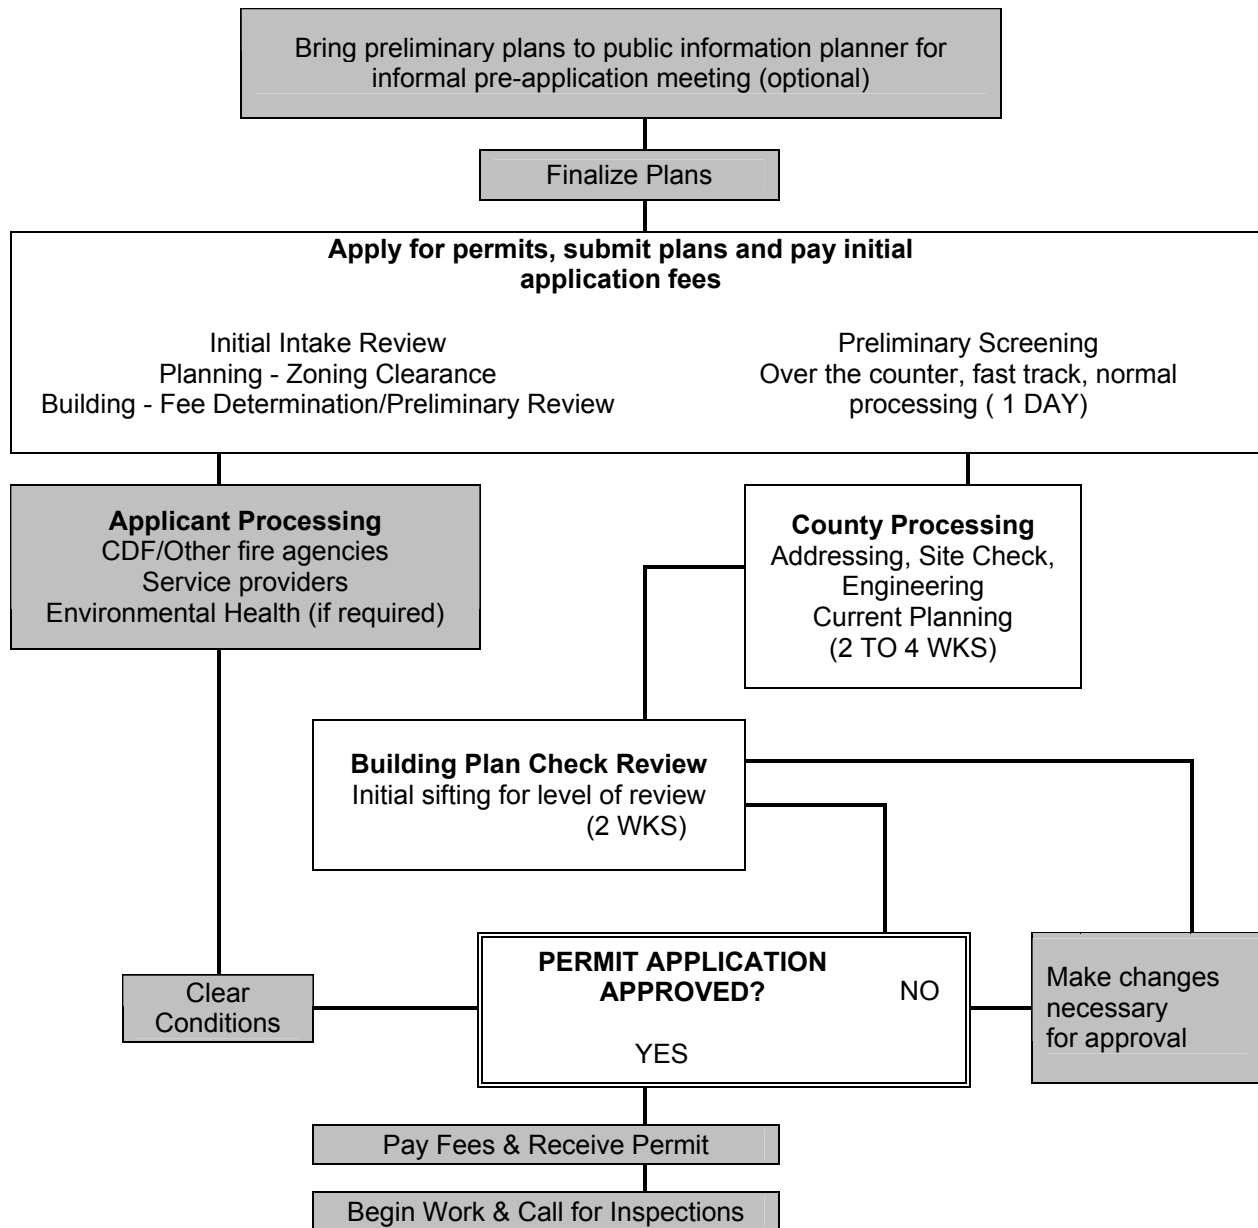 Bring preliminary plans to public information planner for
informal pre-application meeting (optional)
Finalize Plans
Apply for permits, submit plans and pay initial
application fees
Initial Intake Review
Planning - Zoning Clearance
Building - Fee Determination/Preliminary Review
Preliminary Screening
Over the counter, fast track, normal
processing ( 1 DAY)
Applicant Processing
CDF/Other fire agencies
Service providers
Environmental Health (if required)
County Processing
Addressing, Site Check,
Engineering
Current Planning
(2 TO 4 WKS)
Building Plan Check Review
Initial sifting for level of review
(2 WKS)
Clear
Conditions
PERMIT APPLICATION
APPROVED? NO
YES
Make changes
necessary
for approval
Pay Fees & Receive Permit
Begin Work & Call for Inspections